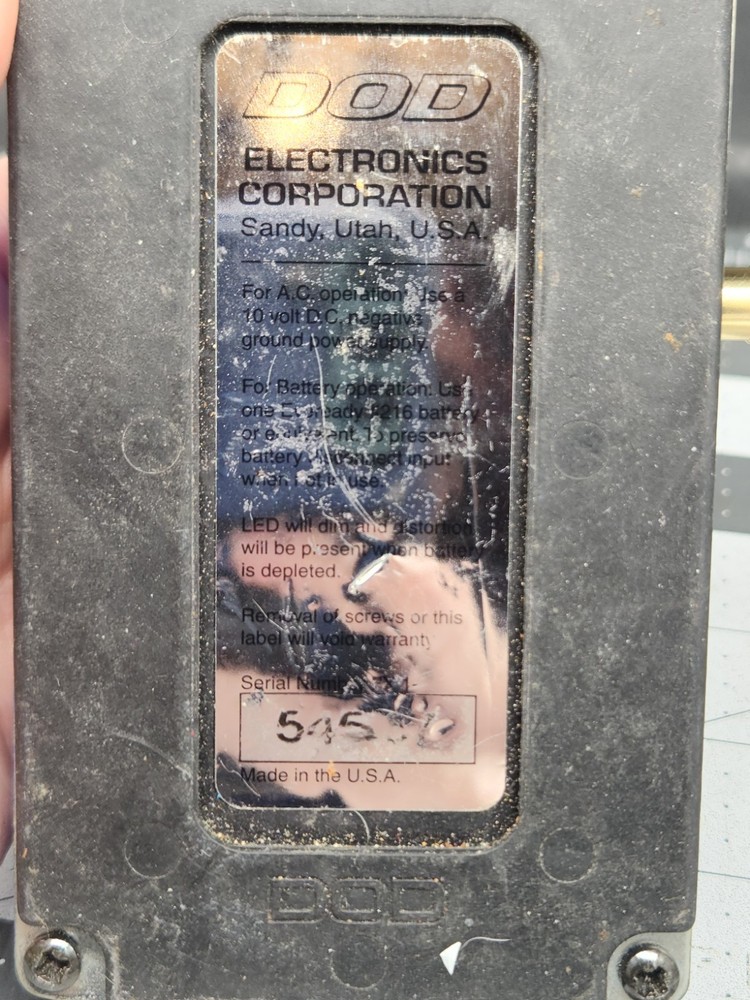 DOD
ELECTRONICS
CORPORATION
Sandy, Utah, U.S.A.
For A.C. operation: Use a
10 volt D.C. negative
ground power supply.
For Battery operation: Use
one Eveready #216 battery
or equivalent. To preserve
battery disconnect input
when not in use.
LED will dim and distortion
will be present when battery
is depleted.
Removal of screws or this
label will void warranty
Serial Number
545
Made in the U.S.A.
DOD